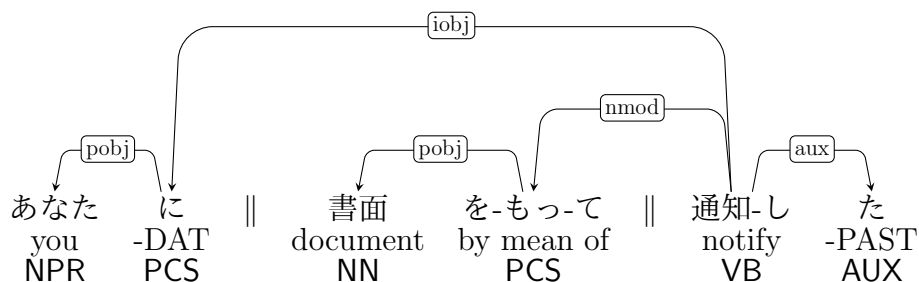 iobj
nmod
pobj pobj aux
あなた に ‖ 書面 を-もっ-て ‖ 通知-し た
you -DAT document by mean of notify -PAST
NPR PCS NN PCS VB AUX